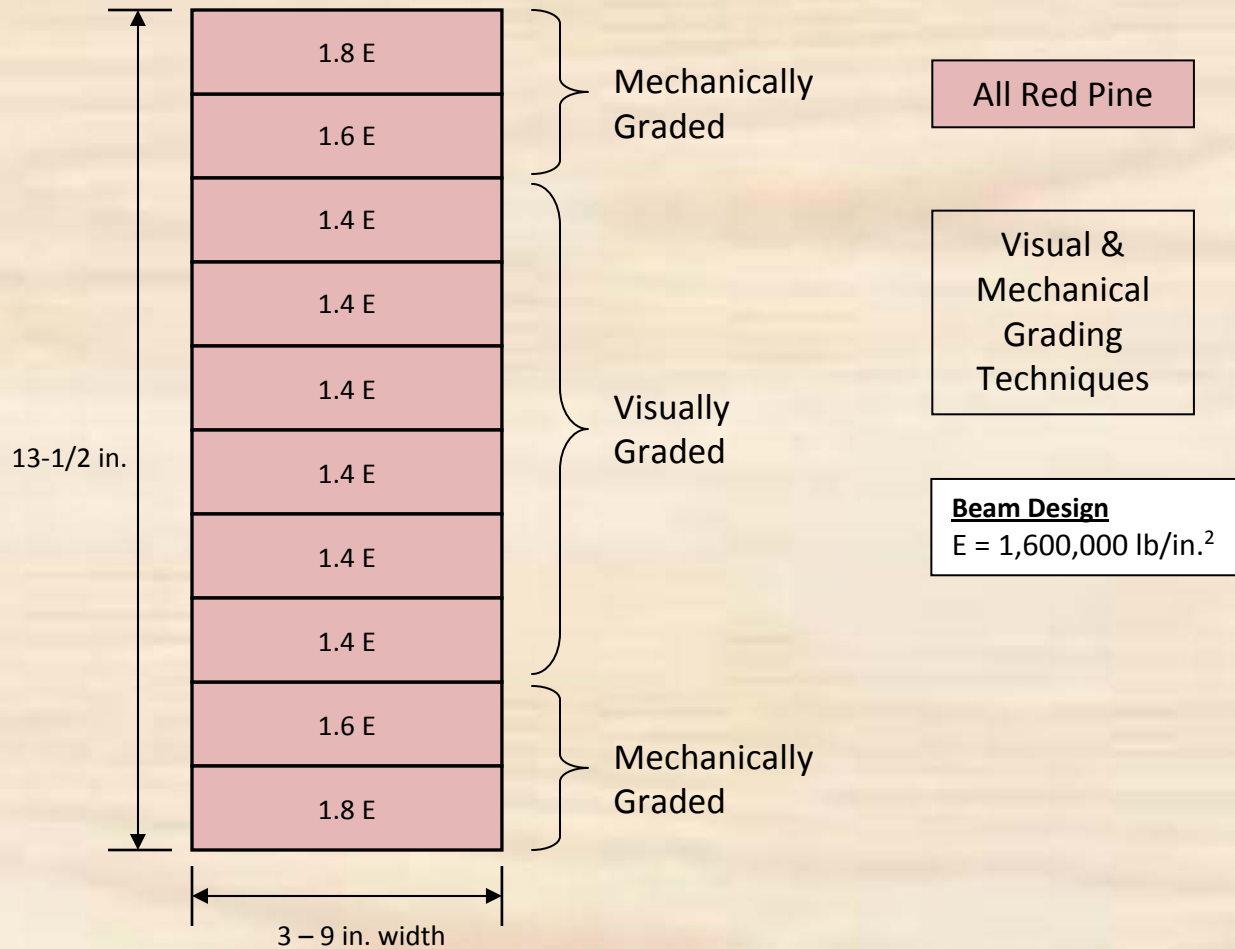 1.8 E
1.6 E
1.4 E
1.4 E
1.4 E
1.4 E
1.4 E
1.4 E
1.6 E
1.8 E
13-1/2 in.
3 – 9 in. width
Mechanically
Graded
Visually
Graded
Mechanically
Graded
All Red Pine
Visual &
Mechanical
Grading
Techniques
Beam Design
E = 1,600,000 lb/in.²